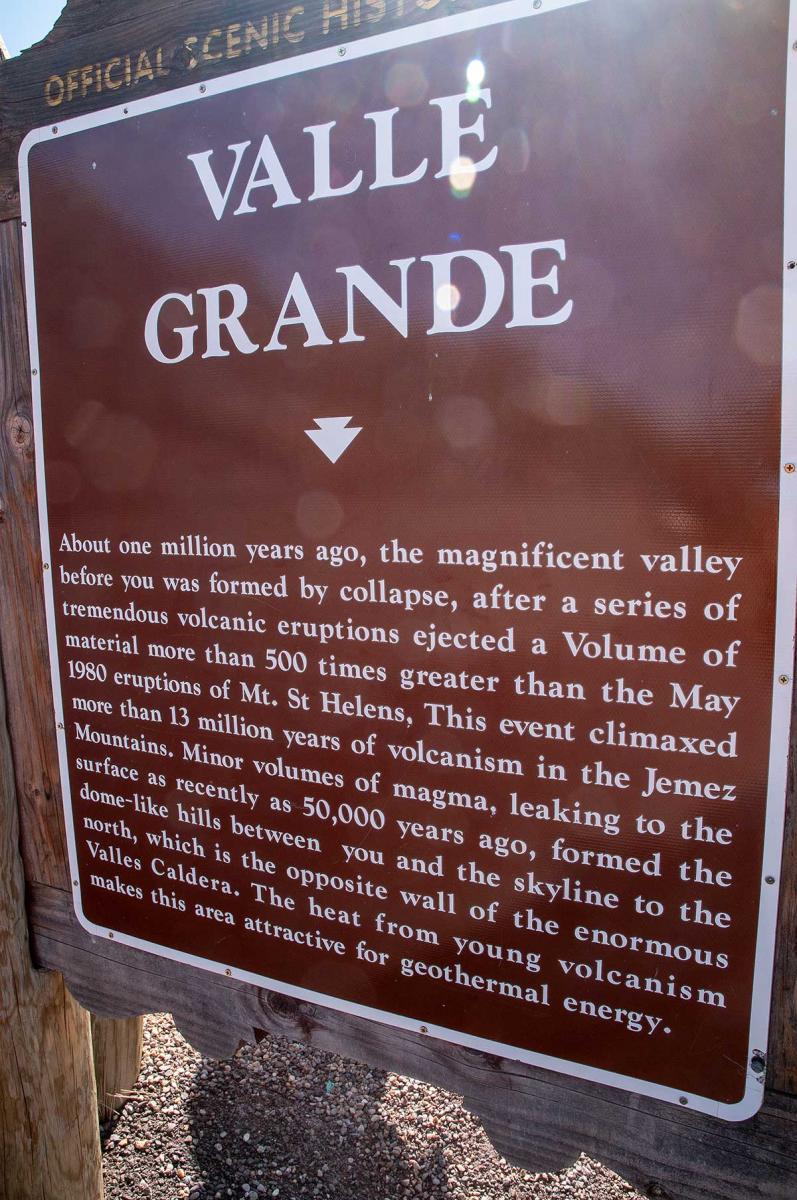 OFFICIAL SCENIC HISTO
VALLE
GRANDE
About one million years ago, the magnificent valley
before you was formed by collapse, after a series of
tremendous volcanic eruptions ejected a Volume of
material more than 500 times greater than the May
1980 eruptions of Mt. St Helens, This event climaxed
more than 13 million years of volcanism in the Jemez
Mountains. Minor volumes of magma, leaking to the
surface as recently as 50,000 years ago, formed the
dome-like hills between you and the skyline to the
north, which is the opposite wall of the enormous
Valles Caldera. The heat from young volcanism
makes this area attractive for geothermal energy.